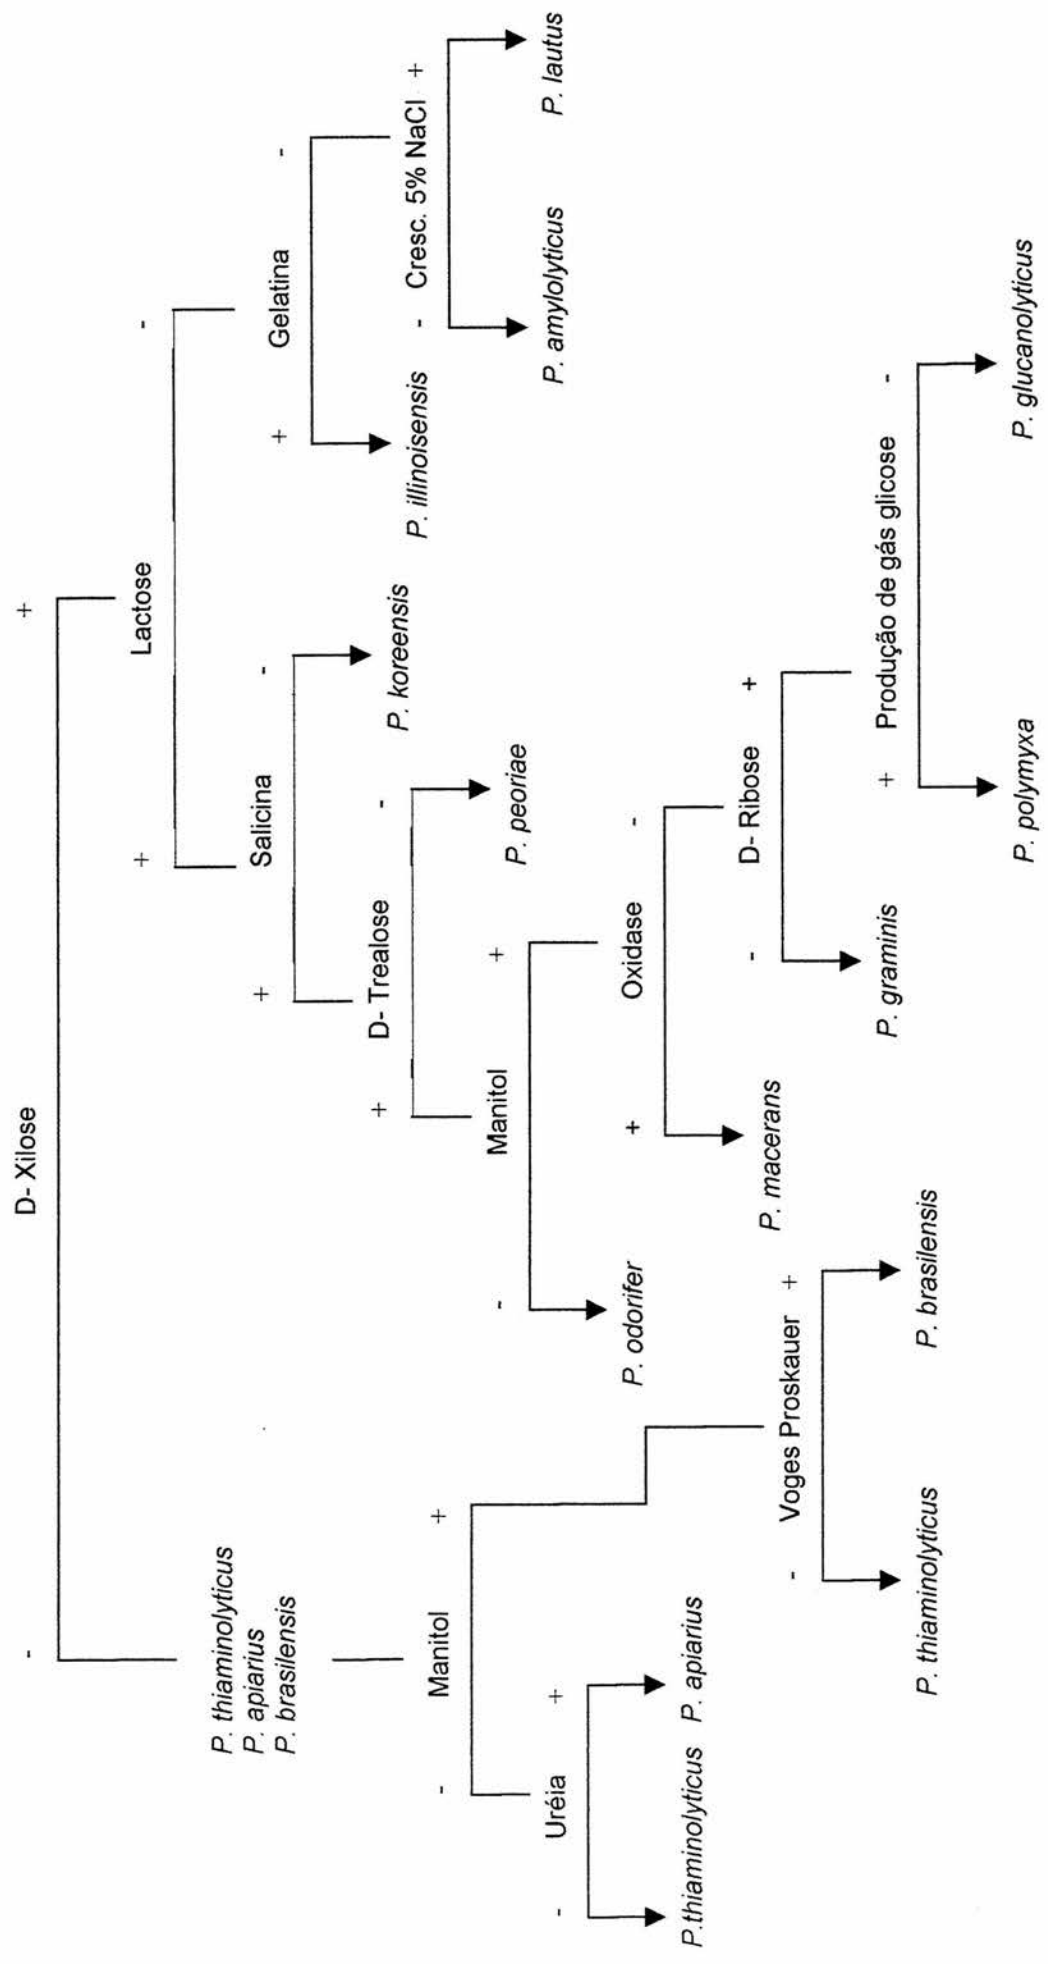 D- Xilose
- +
P. thiaminolyticus
P. apiarius
P. brasilensis
Lactose
+ -
Manitol
- +
Uréia
- +
P.thiaminolyticus
P. apiarius
Voges Proskauer
- +
P. thiaminolyticus
P. brasilensis
Salicina
+ -
D- Trealose
+ -
P. koreensis
Manitol
- +
P. peoriae
P. odorifer
Oxidase
+ -
P. macerans
D- Ribose
- +
P. graminis
Produção de gás glicose
+ -
P. polymyxa
P. glucanolyticus
Gelatina
+ -
P. illinoisensis
Cresc. 5% NaCl
- +
P. amylolyticus
P. lautus